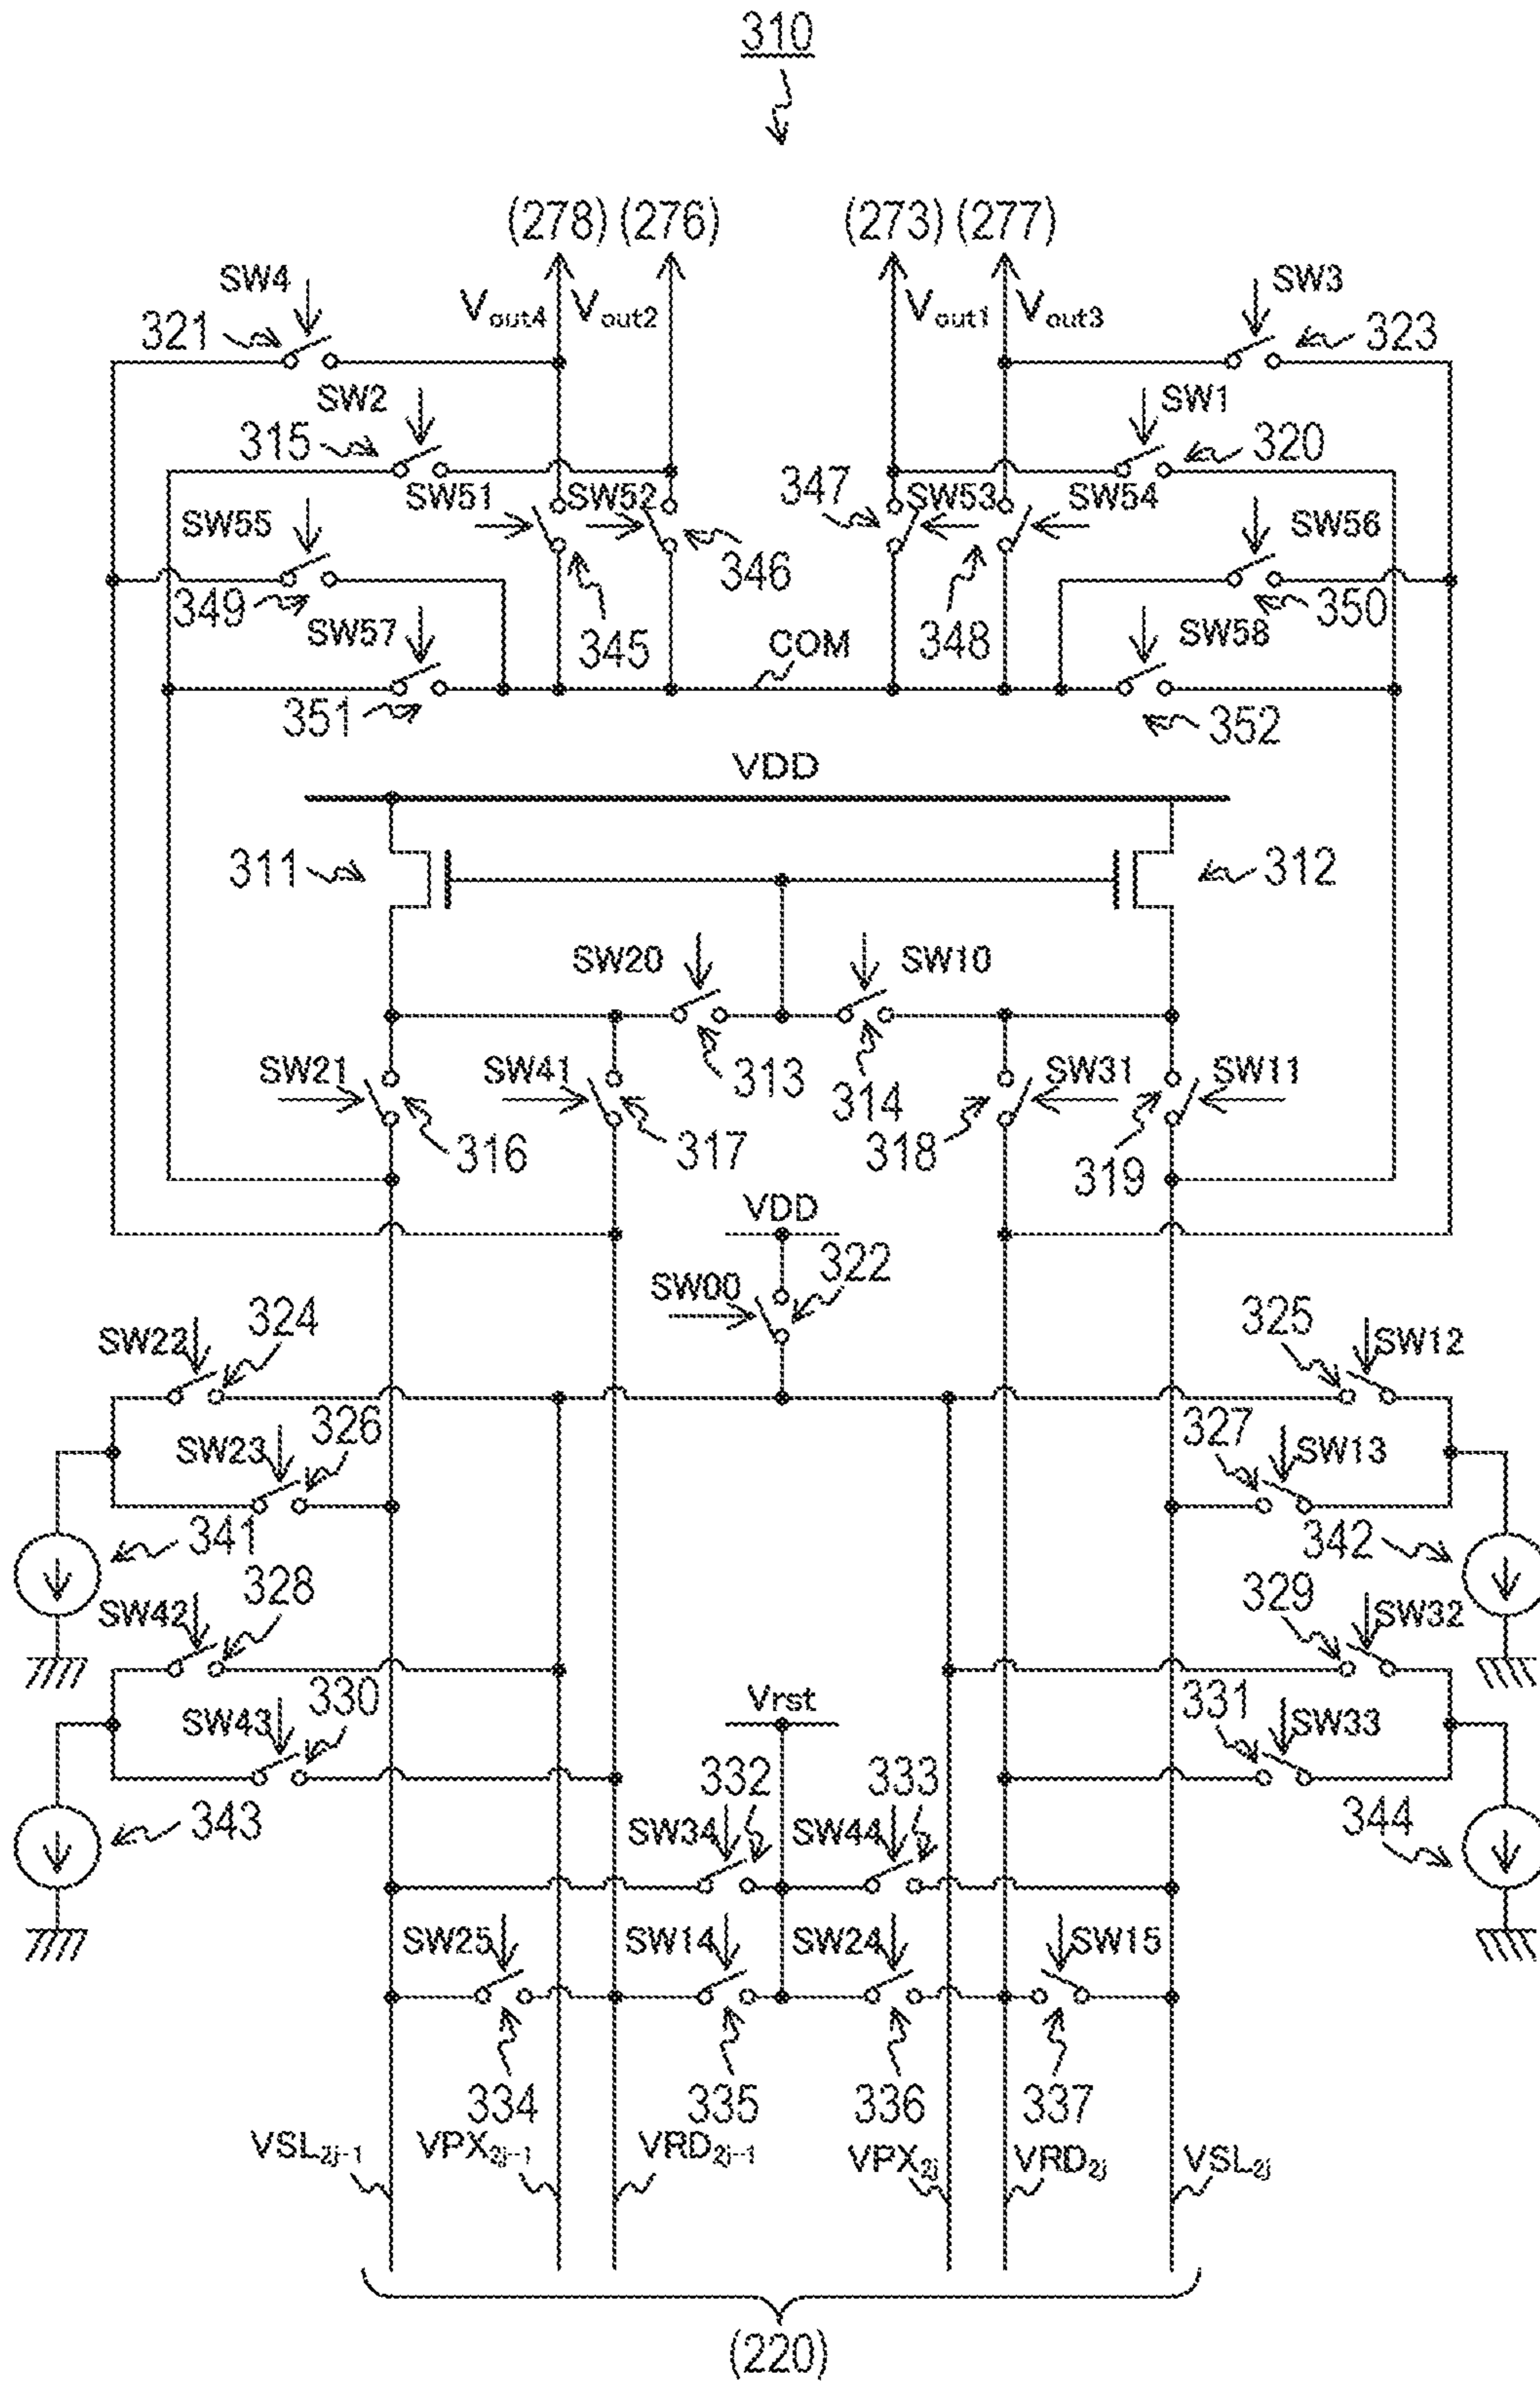 310
(278) (276) (273) (277)
SW4 Vout4 Vout2 Vout1 Vout3 SW3
321 323
SW2 SW1
315 320
SW51 SW52 347 SW53 SW54
SW55 SW56
346
349 350
SW57 345 COM 348 SW58
351 352
VDD
311 312
SW20 SW10
SW21 SW41 313 314 SW31 SW11
316 317 318 319
VDD
SW00 322
SW22 324 325 SW12
SW23 326 327 SW13
341 342
SW42 328 329 SW32
SW43 330 Vrst 331 SW33
343 332 333 344
SW34 SW44
SW25 SW14 SW24 SW15
334 335 336 337
VSL2j-1 VPX2j-1 VRD2j-1 VPX2j VRD2j VSL2j
(220)